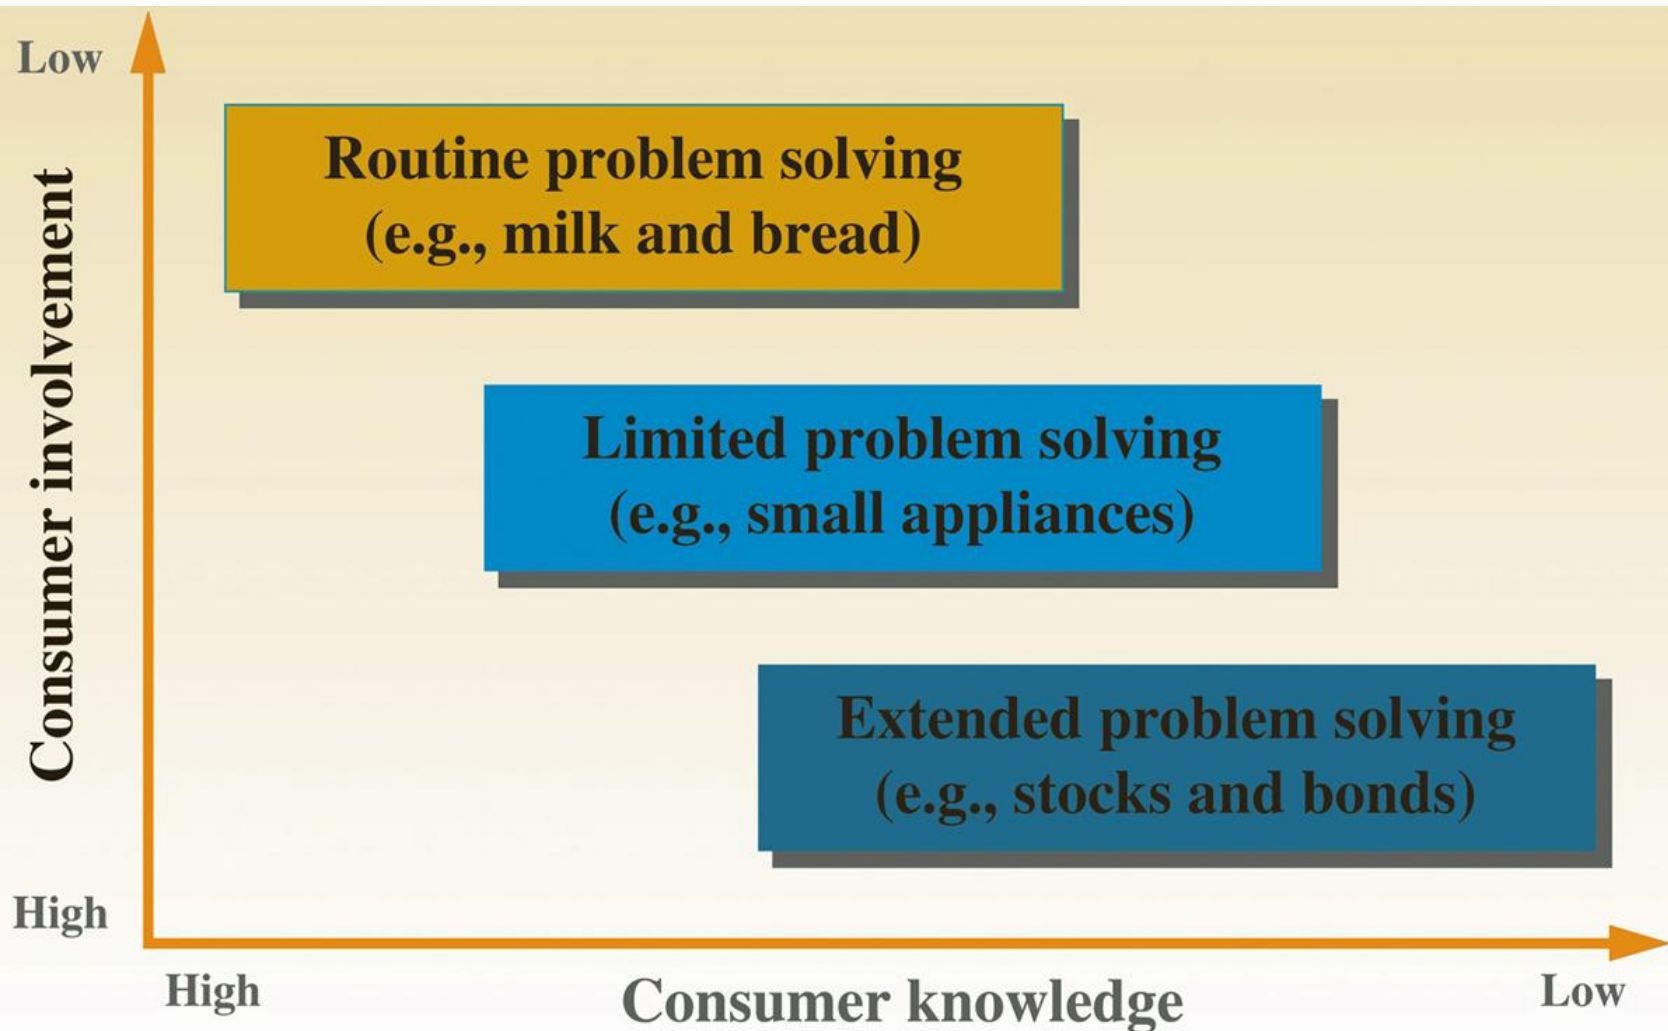 Low
Consumer involvement
High
Routine problem solving
(e.g., milk and bread)
Limited problem solving
(e.g., small appliances)
Extended problem solving
(e.g., stocks and bonds)
High
Consumer knowledge
Low